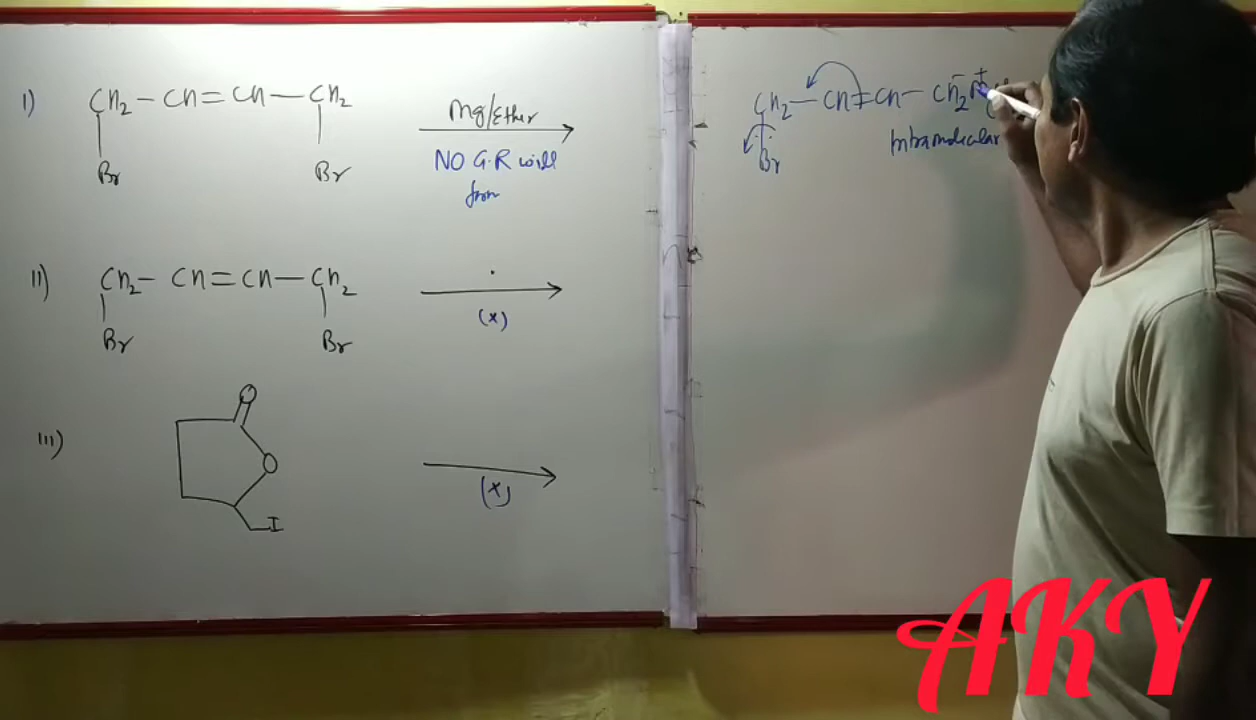 I) CH2 – CH = CH – CH2
Br Br
Mg/Ether
NO G.R will
form
II) CH2 – CH = CH – CH2
Br Br
(x)
III)
O
O
I
(x)
CH2 – CH = CH – CH2
Br
Intramolecular
AKY